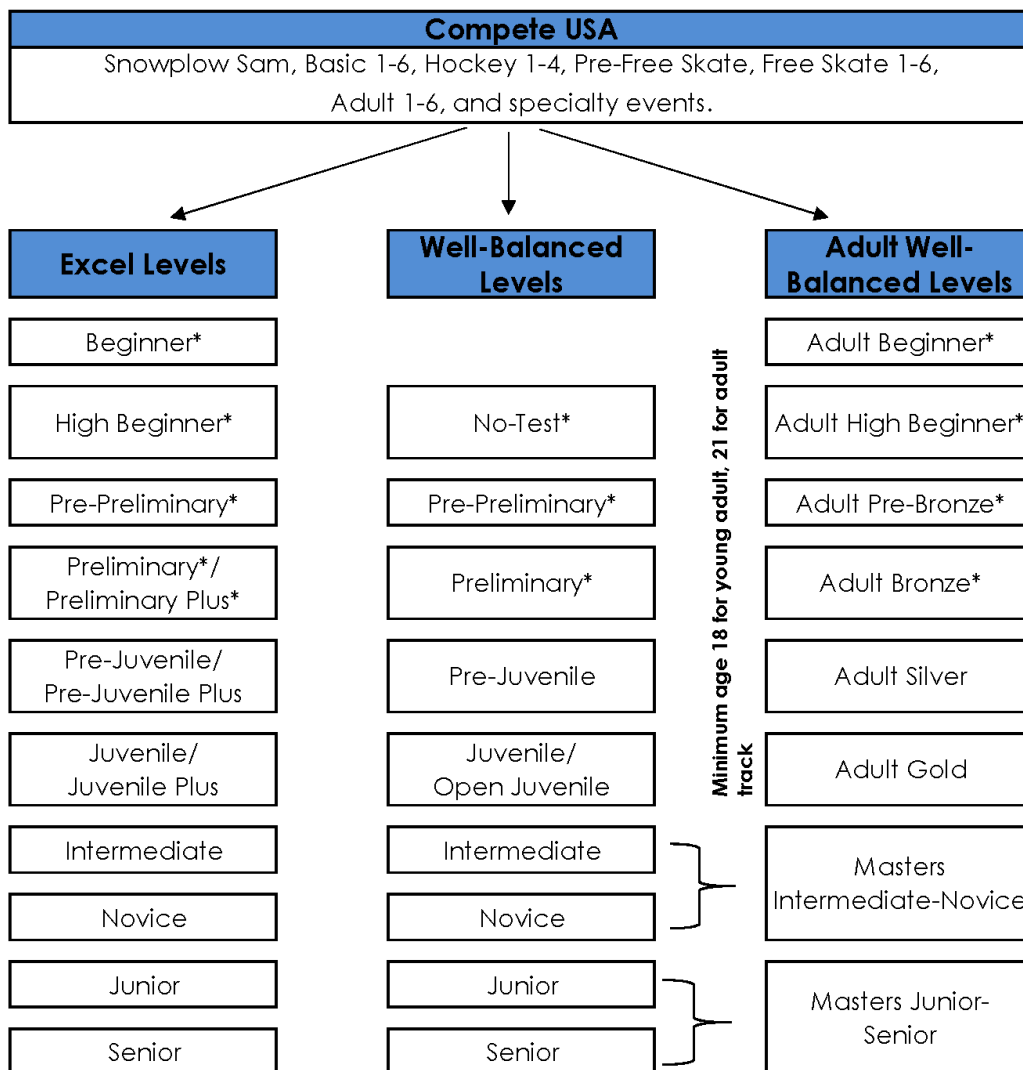 Compete USA
Snowplow Sam, Basic 1-6, Hockey 1-4, Pre-Free Skate, Free Skate 1-6,
Adult 1-6, and specialty events.
Excel Levels
Beginner*
High Beginner*
Pre-Preliminary*
Preliminary*/
Preliminary Plus*
Pre-Juvenile/
Pre-Juvenile Plus
Juvenile/
Juvenile Plus
Intermediate
Novice
Junior
Senior
Well-Balanced
Levels
No-Test*
Pre-Preliminary*
Preliminary*
Pre-Juvenile
Juvenile/
Open Juvenile
Intermediate
Novice
Junior
Senior
Minimum age 18 for young adult, 21 for adult
track
Adult Well-
Balanced Levels
Adult Beginner*
Adult High Beginner*
Adult Pre-Bronze*
Adult Bronze*
Adult Silver
Adult Gold
Masters
Intermediate-Novice
Masters Junior-
Senior